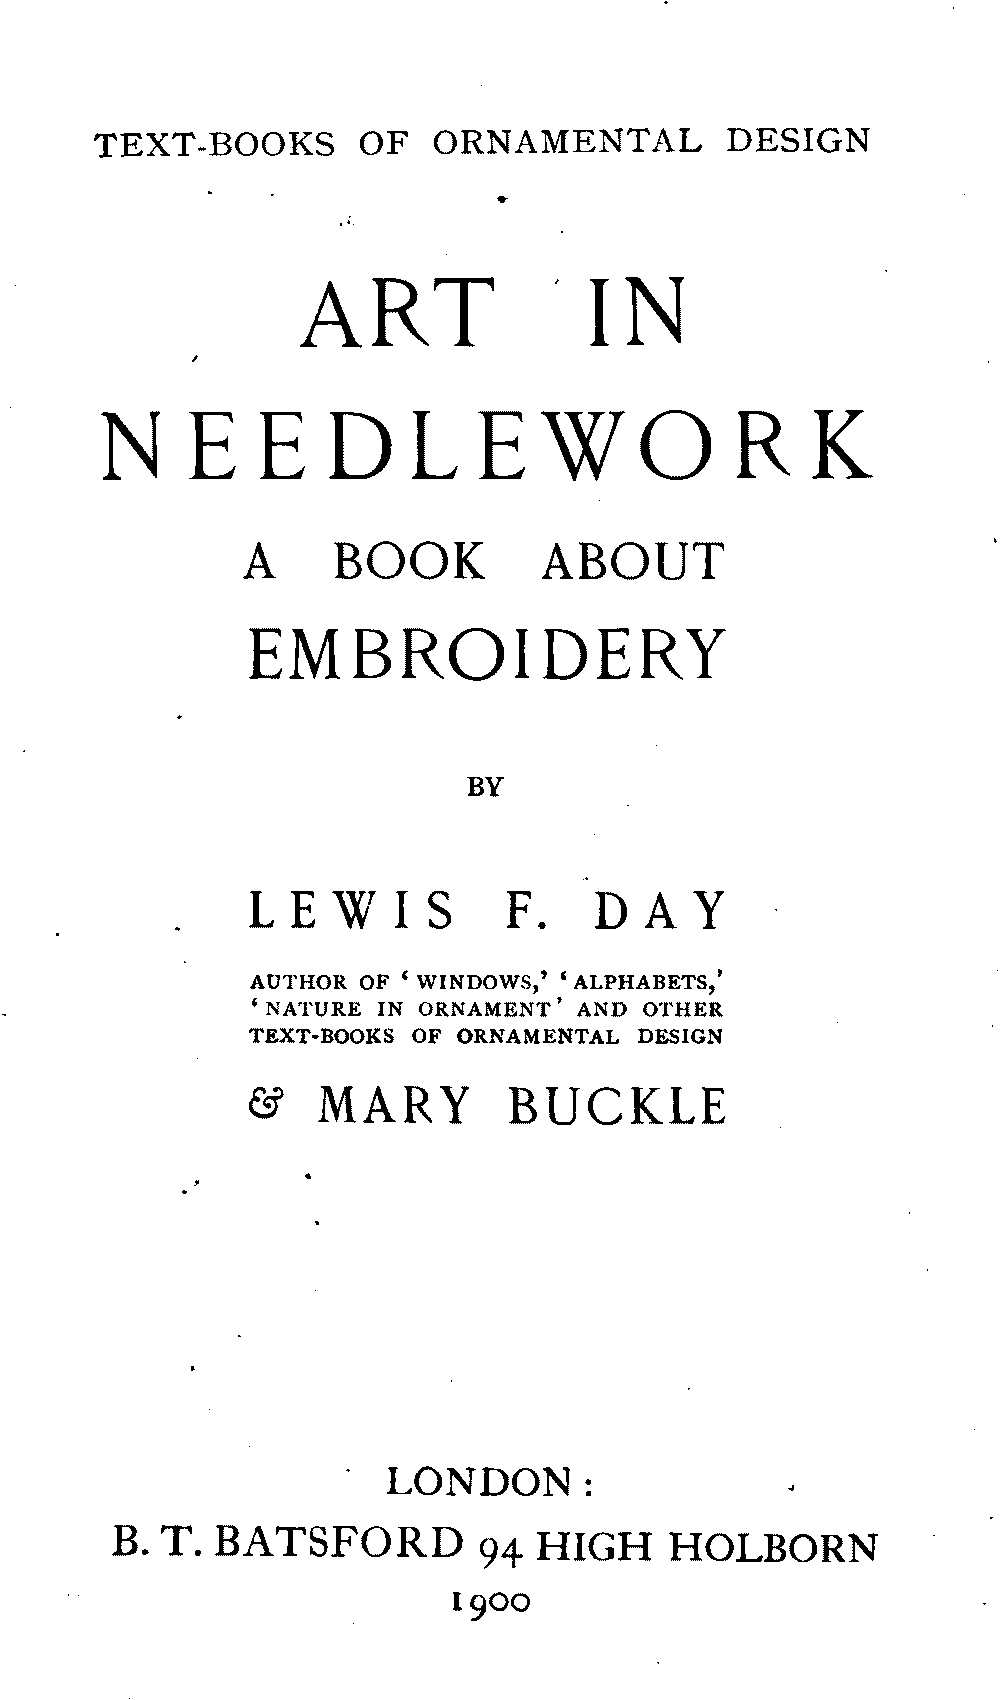 TEXT-BOOKS OF ORNAMENTAL DESIGN
ART IN
NEEDLEWORK
A BOOK ABOUT
EMBROIDERY
BY
LEWIS F. DAY
AUTHOR OF ‘WINDOWS,’ ‘ALPHABETS,’
‘NATURE IN ORNAMENT’ AND OTHER
TEXT-BOOKS OF ORNAMENTAL DESIGN
& MARY BUCKLE
LONDON:
B. T. BATSFORD 94 HIGH HOLBORN
1900